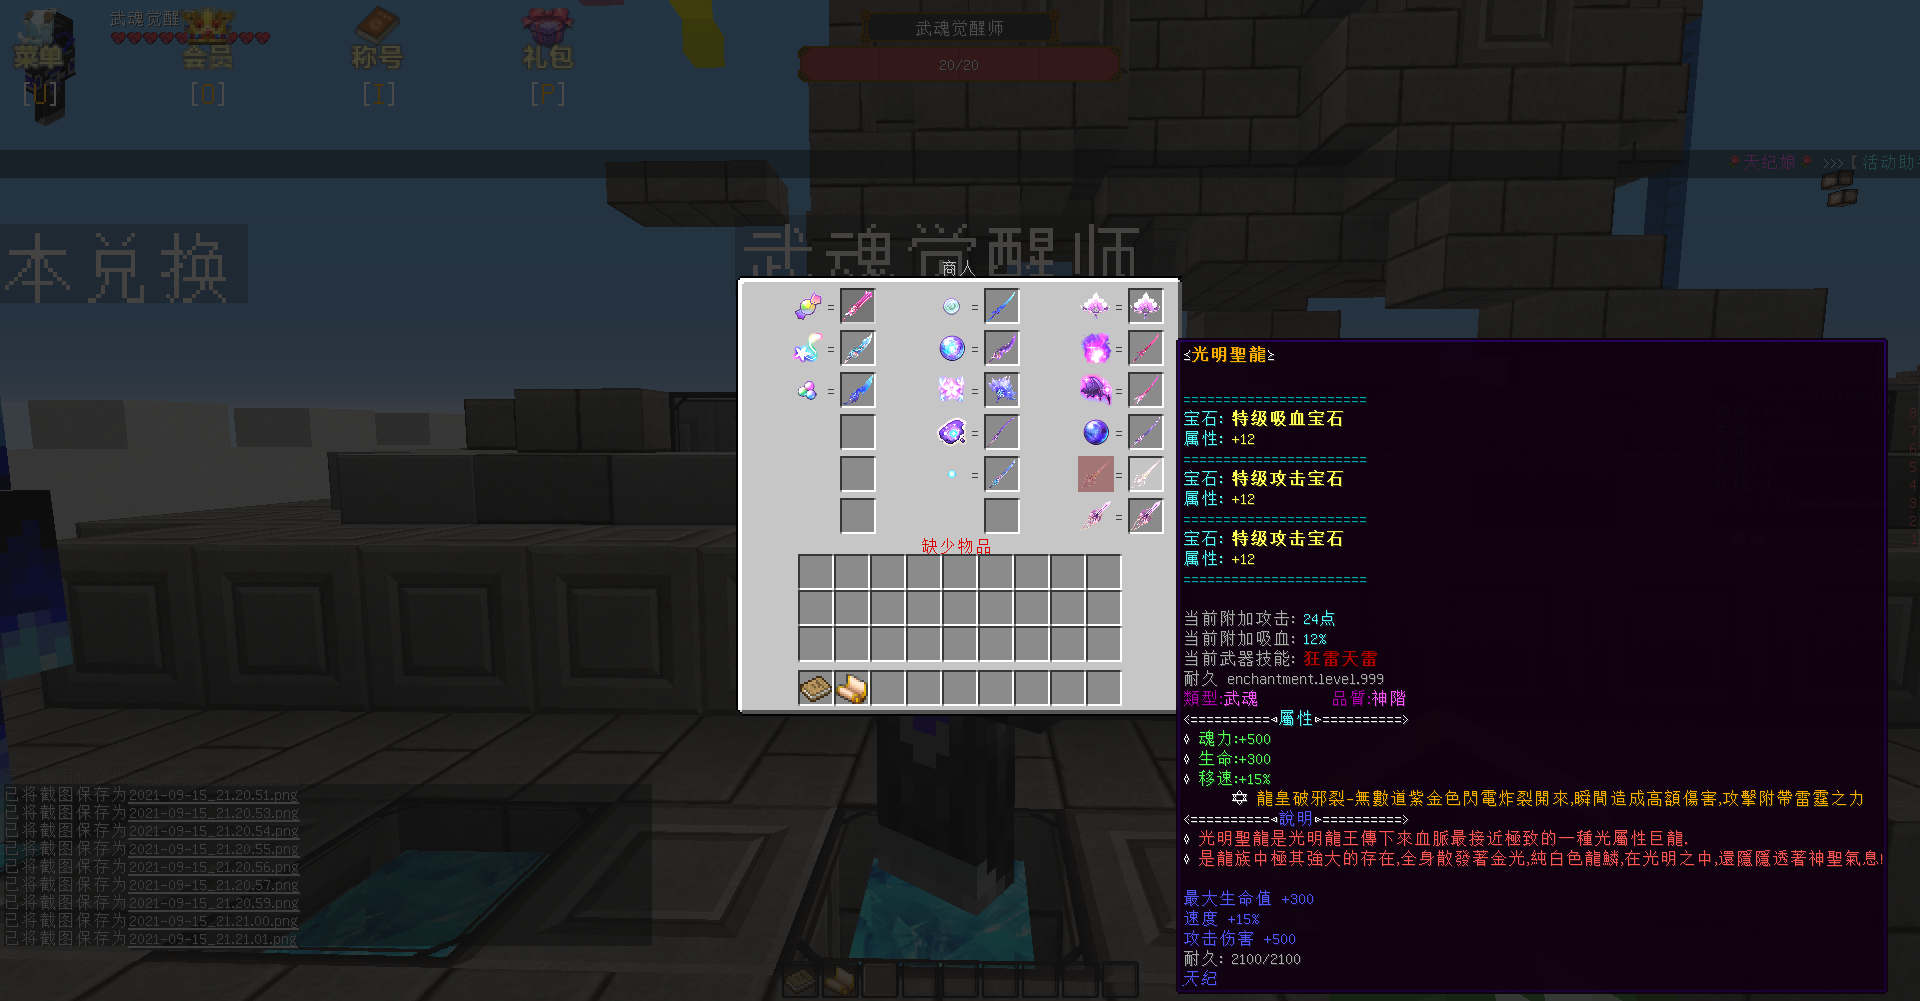 武魂觉醒
菜单
会员
称号
礼包
[U]
[O]
[I]
[P]
武魂觉醒师
20/20
天纪娘 >>>【活动助手
本兑换
武魂觉醒师
商人
缺少物品
<光明聖龍>
=======================
宝石: 特级吸血宝石
属性: +12
=======================
宝石: 特级攻击宝石
属性: +12
=======================
宝石: 特级攻击宝石
属性: +12
=======================
当前附加攻击: 24点
当前附加吸血: 12%
当前武器技能: 狂雷天雷
耐久 enchantment.level.999
類型:武魂 品質:神階
<==========◃屬性▹==========>
◊ 魂力:+500
◊ 生命:+300
◊ 移速:+15%
✡ 龍皇破邪裂-無數道紫金色閃電炸裂開來,瞬間造成高額傷害,攻擊附帶雷霆之力
<==========◃說明▹==========>
◊ 光明聖龍是光明龍王傳下來血脈最接近極致的一種光屬性巨龍.
◊ 是龍族中極其強大的存在,全身散發著金光,純白色龍鱗,在光明之中,還隱隱透著神聖氣息!
最大生命值 +300
速度 +15%
攻击伤害 +500
耐久: 2100/2100
天纪
已将截图保存为2021-09-15_21.20.51.png
已将截图保存为2021-09-15_21.20.53.png
已将截图保存为2021-09-15_21.20.54.png
已将截图保存为2021-09-15_21.20.55.png
已将截图保存为2021-09-15_21.20.56.png
已将截图保存为2021-09-15_21.20.57.png
已将截图保存为2021-09-15_21.20.59.png
已将截图保存为2021-09-15_21.21.00.png
已将截图保存为2021-09-15_21.21.01.png